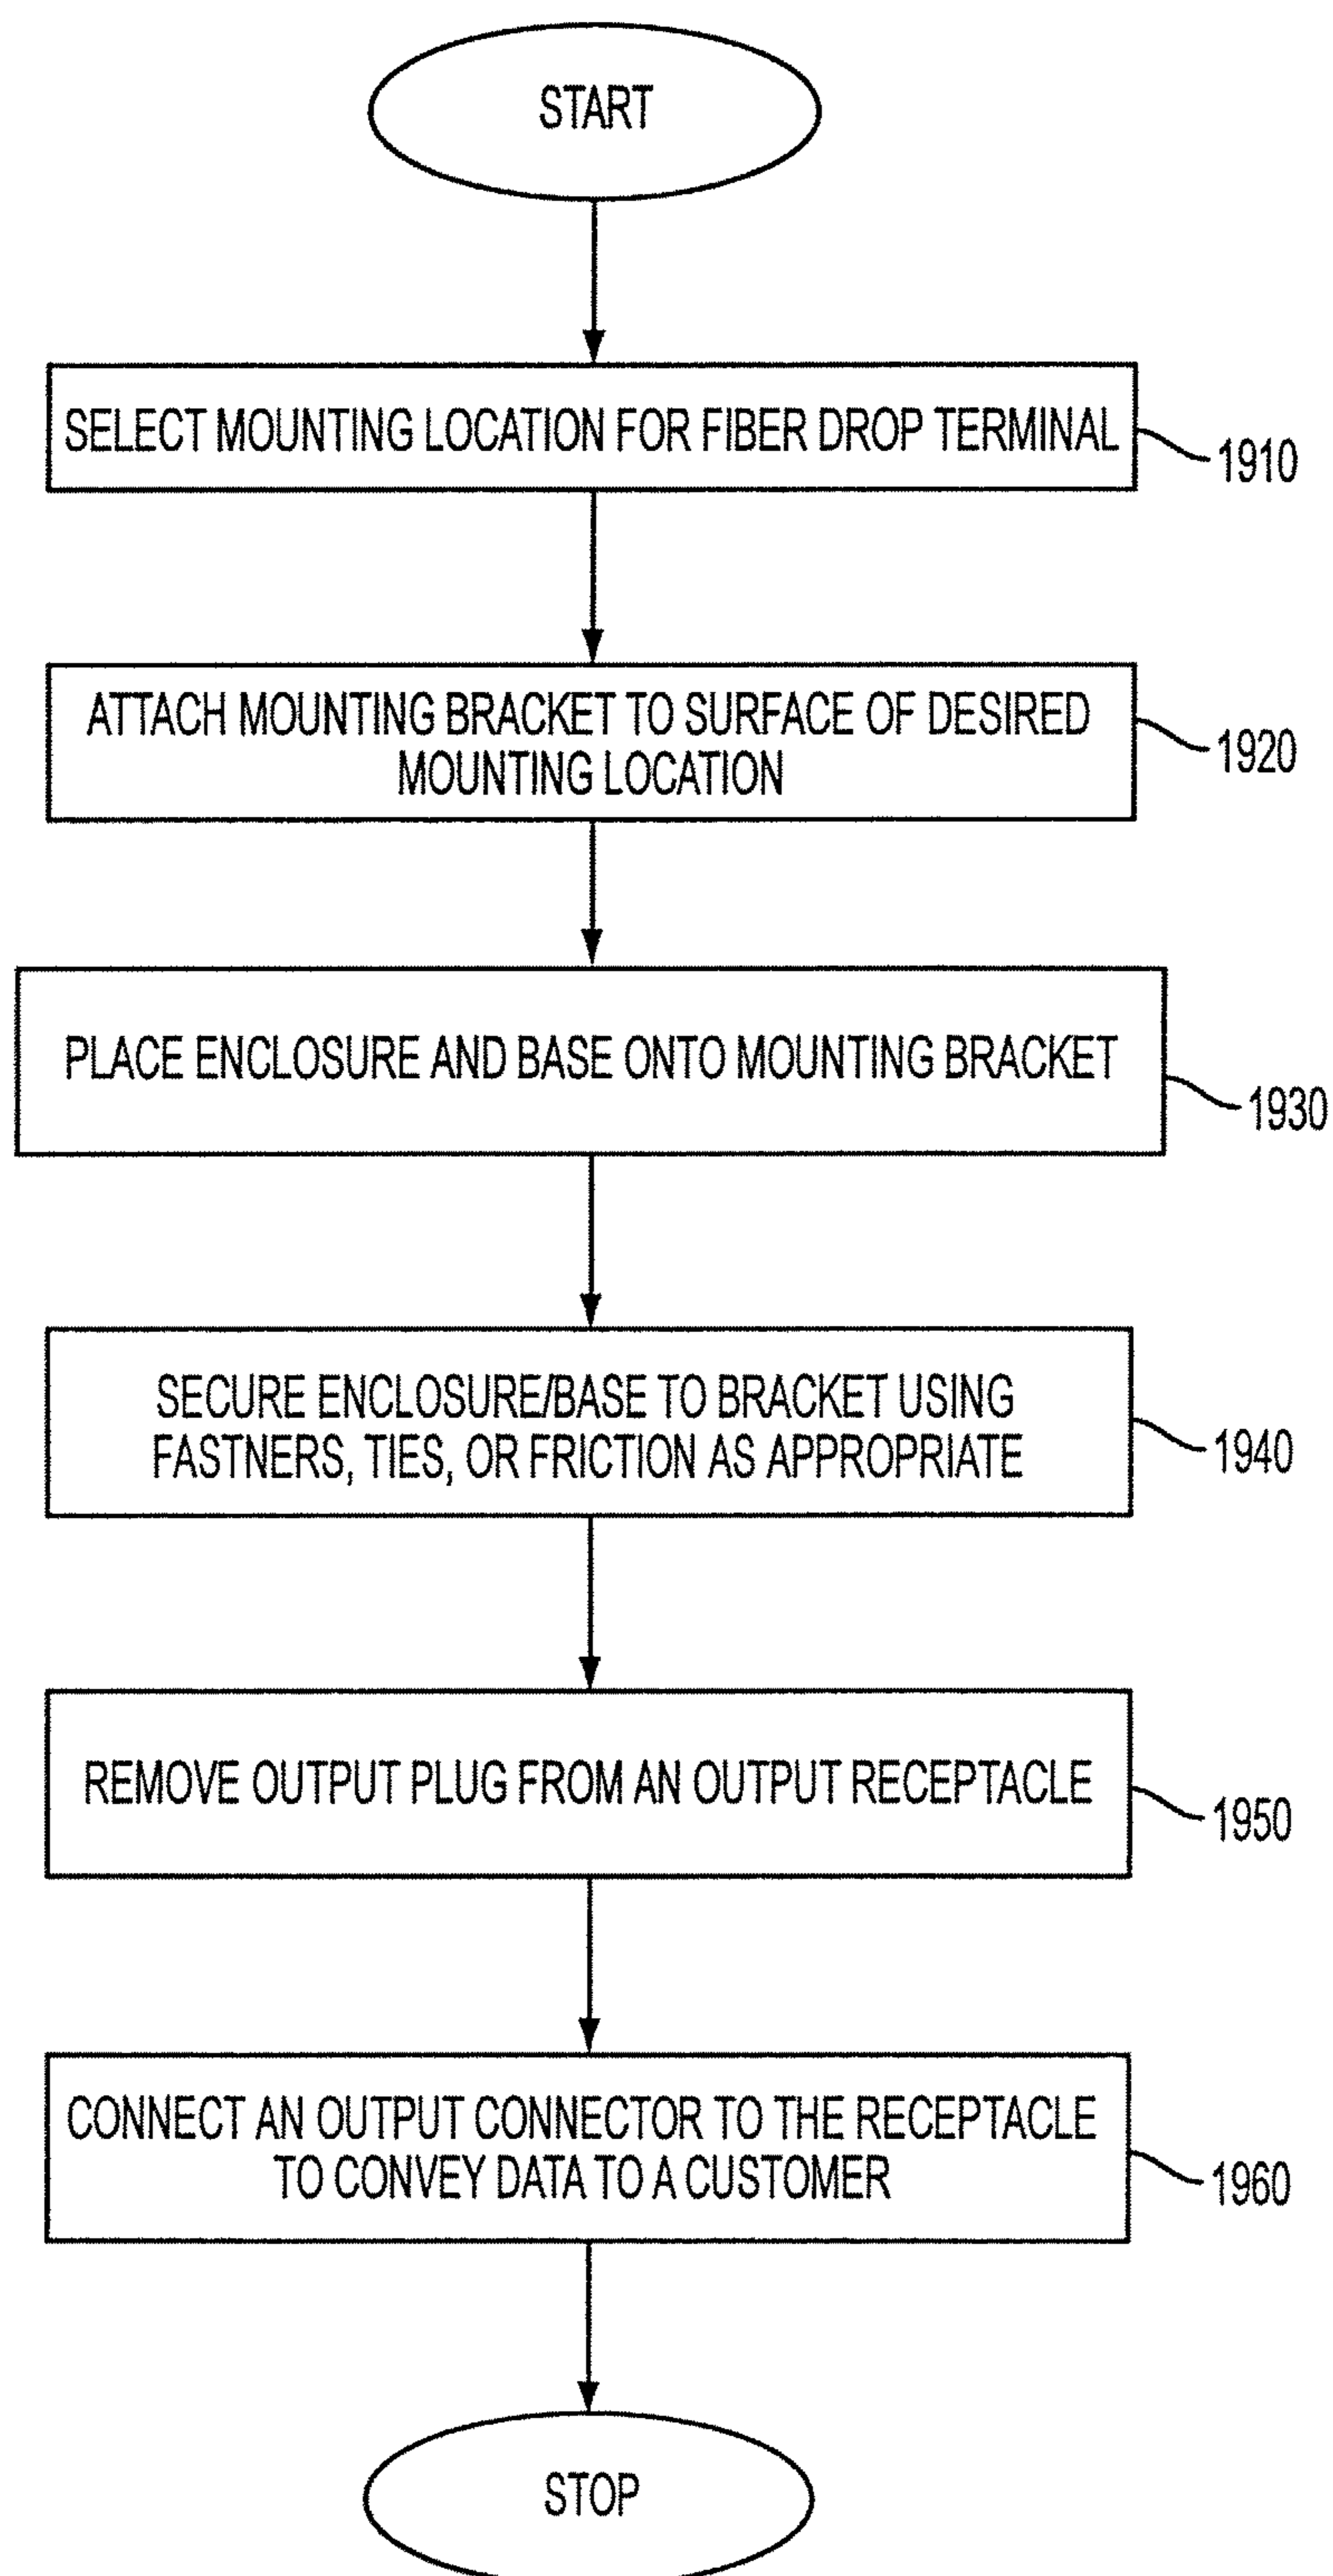 START
SELECT MOUNTING LOCATION FOR FIBER DROP TERMINAL
1910
ATTACH MOUNTING BRACKET TO SURFACE OF DESIRED
MOUNTING LOCATION
1920
PLACE ENCLOSURE AND BASE ONTO MOUNTING BRACKET
1930
SECURE ENCLOSURE/BASE TO BRACKET USING
FASTNERS, TIES, OR FRICTION AS APPROPRIATE
1940
REMOVE OUTPUT PLUG FROM AN OUTPUT RECEPTACLE
1950
CONNECT AN OUTPUT CONNECTOR TO THE RECEPTACLE
TO CONVEY DATA TO A CUSTOMER
1960
STOP